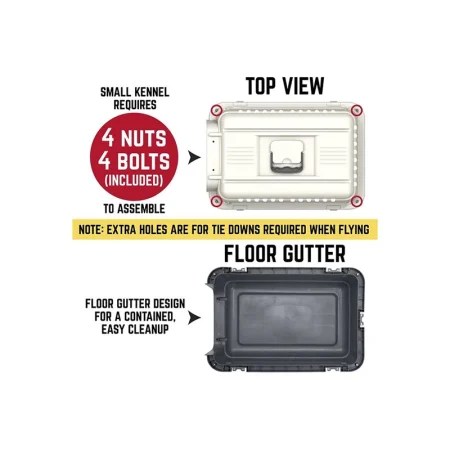 TOP VIEW
SMALL KENNEL
REQUIRES
4 NUTS
4 BOLTS
(INCLUDED)
TO ASSEMBLE
NOTE: EXTRA HOLES ARE FOR TIE DOWNS REQUIRED WHEN FLYING
FLOOR GUTTER
FLOOR GUTTER DESIGN
FOR A CONTAINED,
EASY CLEANUP